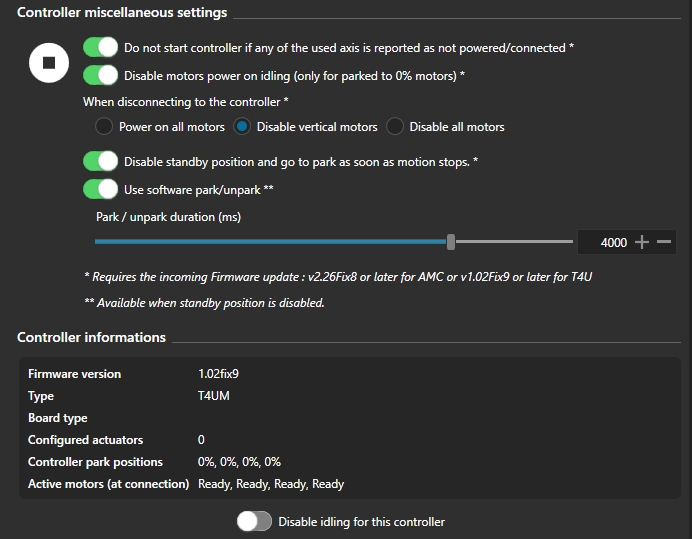 Controller miscellaneous settings
Do not start controller if any of the used axis is reported as not powered/connected *
Disable motors power on idling (only for parked to 0% motors) *
When disconnecting to the controller *
Power on all motors Disable vertical motors Disable all motors
Disable standby position and go to park as soon as motion stops. *
Use software park/unpark **
Park / unpark duration (ms)
4000
* Requires the incoming Firmware update : v2.26Fix8 or later for AMC or v1.02Fix9 or later for T4U
** Available when standby position is disabled.
Controller informations
Firmware version 1.02fix9
Type T4UM
Board type
Configured actuators 0
Controller park positions 0%, 0%, 0%, 0%
Active motors (at connection) Ready, Ready, Ready, Ready
Disable idling for this controller